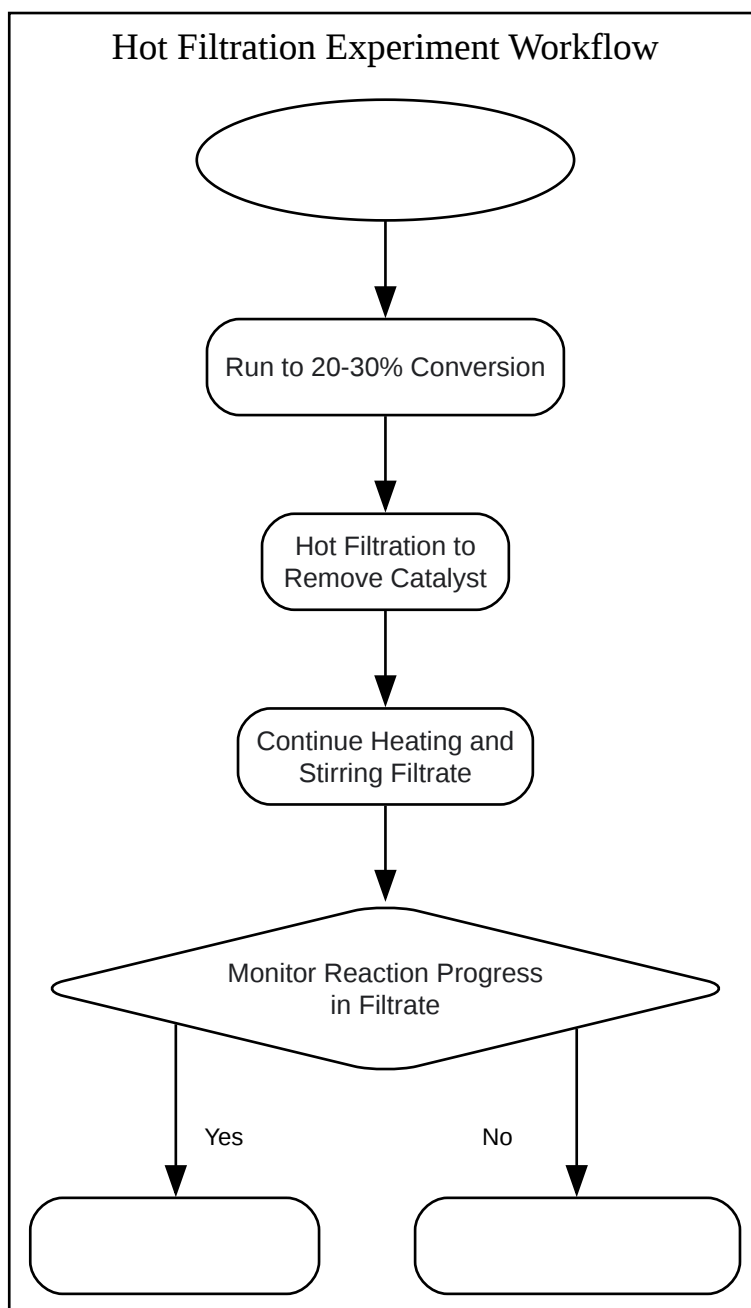 Hot Filtration Experiment Workflow
Run to 20-30% Conversion
Hot Filtration to
Remove Catalyst
Continue Heating and
Stirring Filtrate
Monitor Reaction Progress
in Filtrate
Yes
No